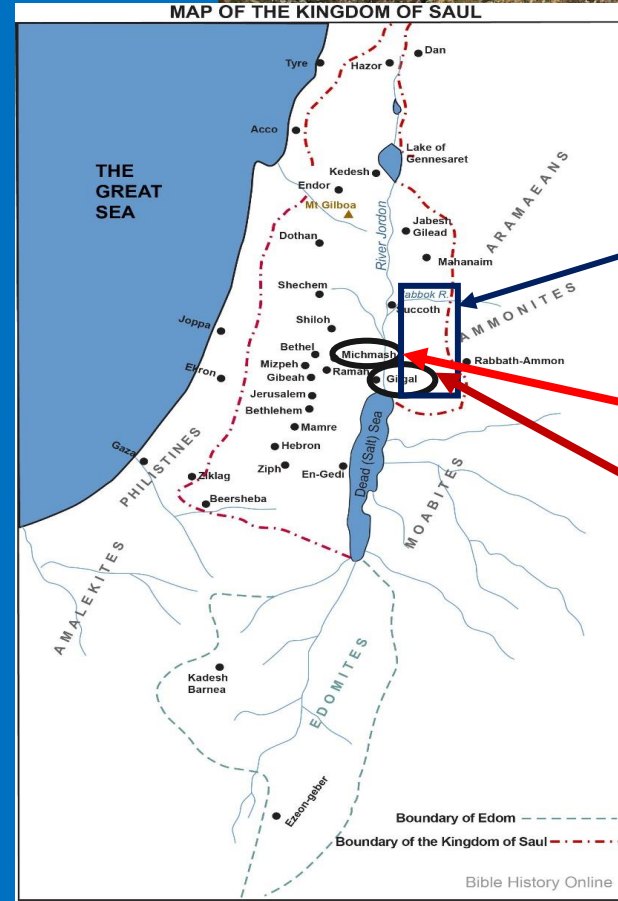 MAP OF THE KINGDOM OF SAUL
Dan
Tyre
Hazor
Acco
Lake of
Gennesaret
THE
GREAT
SEA
Kedesh
Endor
Mt Gilboa
ARAMAEANS
River Jordon
Jabesh
Gilead
Dothan
Mahanaim
Shechem
abbok R.
Succoth
AMMONITES
Joppa
Shiloh
Bethel
Michmash
Rabbath-Ammon
Mizpeh
Ramah
Ekron
Gibeah
Gilgal
Jerusalem
Bethlehem
Mamre
Hebron
Gaza
PHILISTINES
Ziph
En-Gedi
Dead (Salt) Sea
Ziklag
Beersheba
MOABITES
AMALEKITES
EDOMITES
Kadesh
Barnea
Ezeon-geber
Boundary of Edom
Boundary of the Kingdom of Saul
Bible History Online